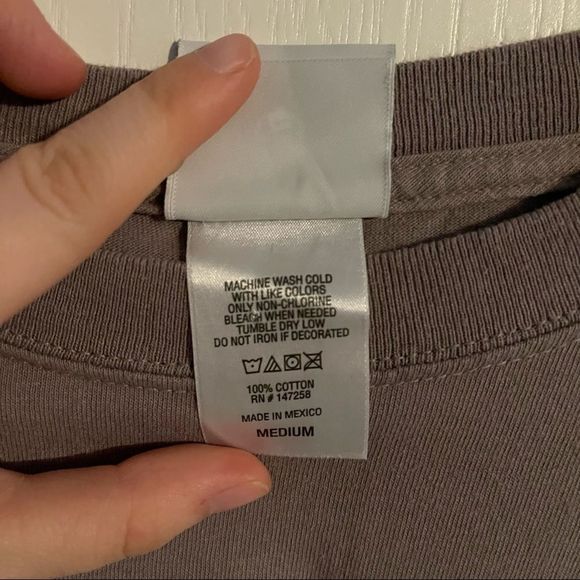 MACHINE WASH COLD
WITH LIKE COLORS
ONLY NON-CHLORINE
BLEACH WHEN NEEDED
TUMBLE DRY LOW
DO NOT IRON IF DECORATED
100% COTTON
RN # 147258
MADE IN MEXICO
MEDIUM